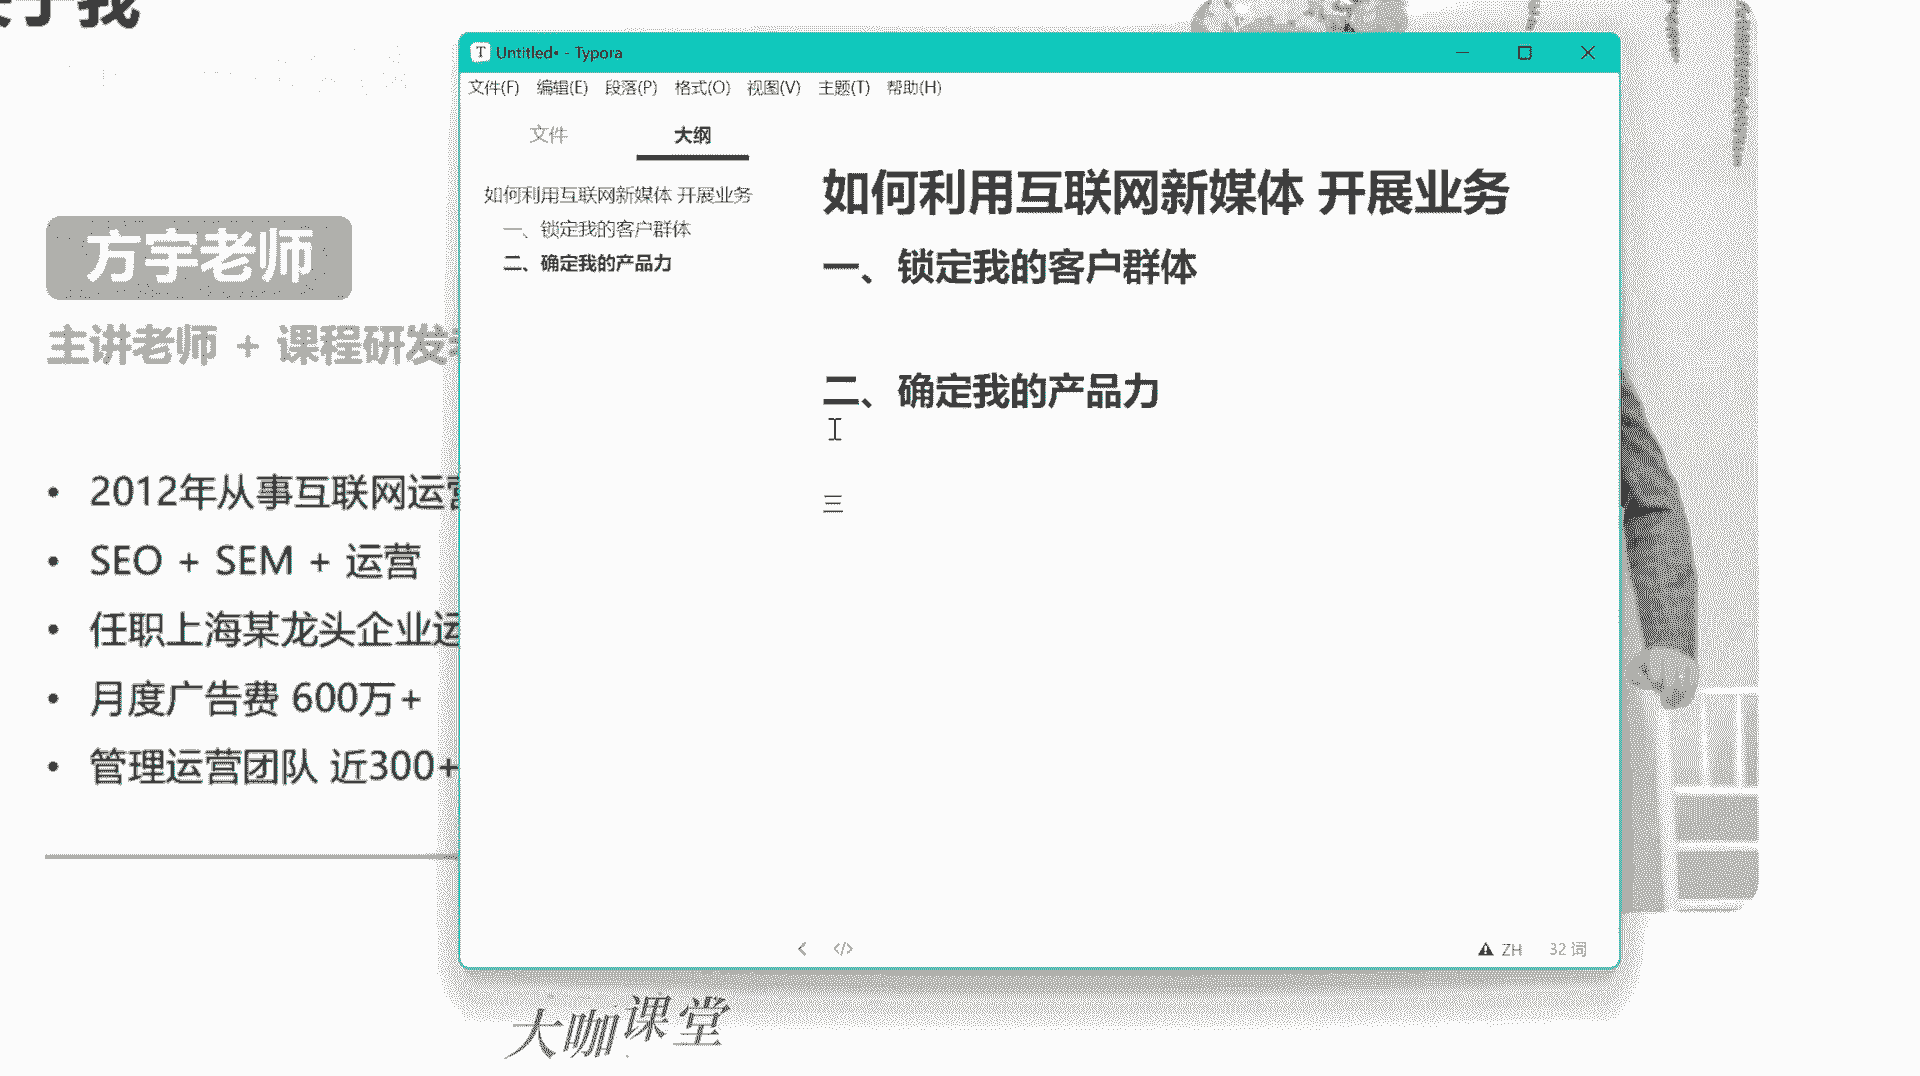 关于我
方宇老师
主讲老师 + 课程研发
2012年从事互联网运营
SEO + SEM + 运营
任职上海某龙头企业运
月度广告费 600万+
管理运营团队 近300+
Untitled• - Typora
文件(F) 编辑(E) 段落(P) 格式(O) 视图(V) 主题(T) 帮助(H)
文件 大纲
如何利用互联网新媒体 开展业务
一、锁定我的客户群体
二、确定我的产品力
如何利用互联网新媒体 开展业务
一、锁定我的客户群体
二、确定我的产品力
三
ZH 32 词
大咖课堂